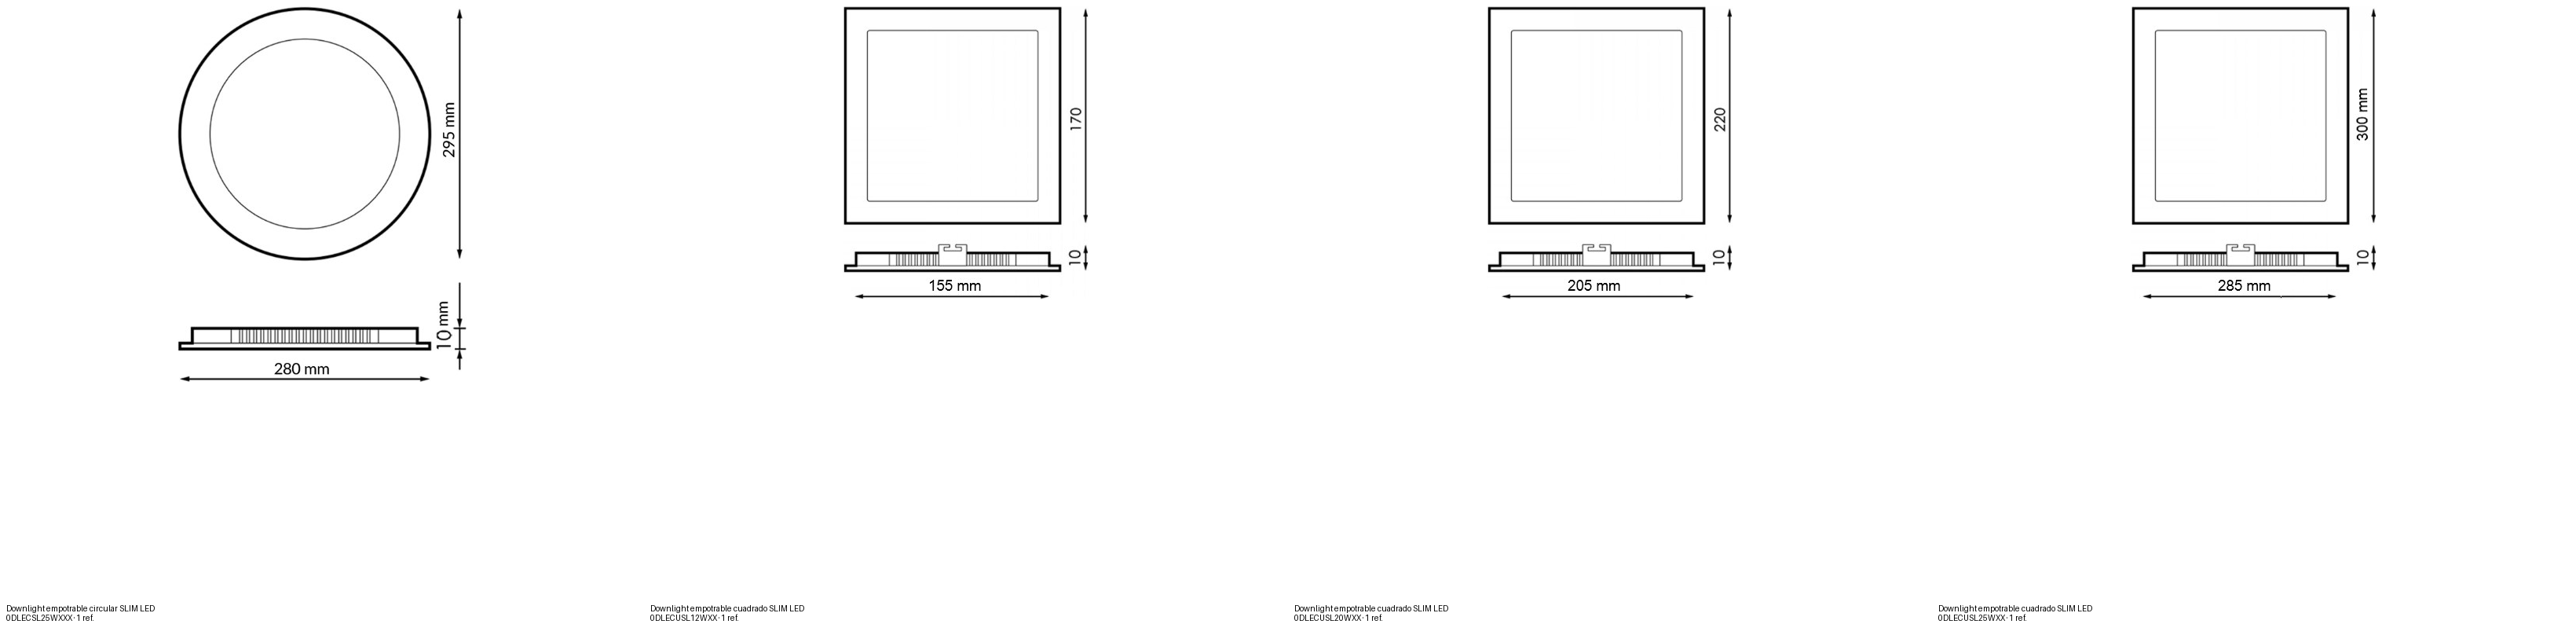 295 mm
10 mm
280 mm
Downlight empotrable circular SLIM LED
0DLECSL25WXXX · 1 ref.
170
10
155 mm
Downlight empotrable cuadrado SLIM LED
0DLECUSL12WXX · 1 ref.
220
10
205 mm
Downlight empotrable cuadrado SLIM LED
0DLECUSL20WXX · 1 ref.
300 mm
10
285 mm
Downlight empotrable cuadrado SLIM LED
0DLECUSL25WXX · 1 ref.